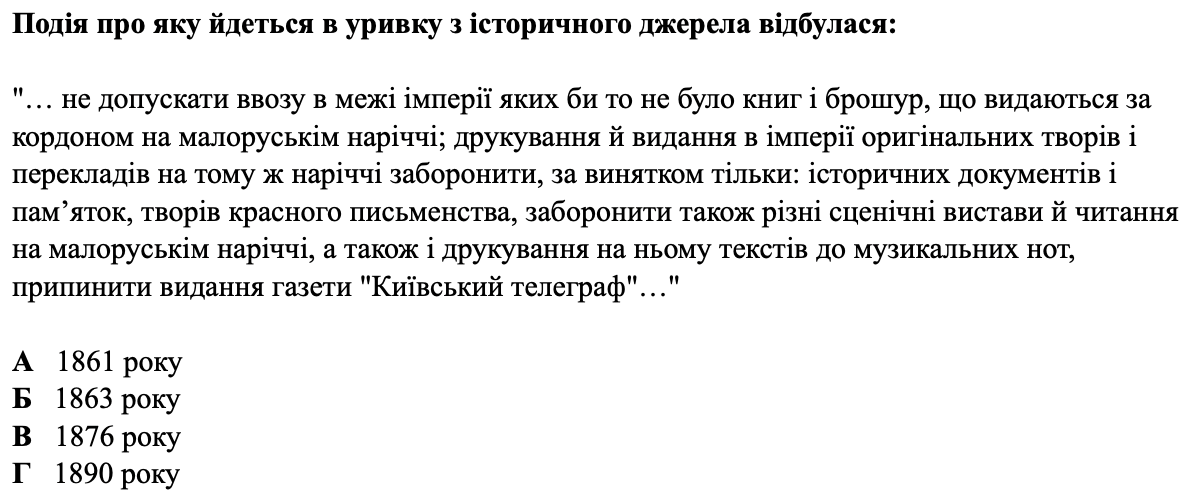 Подія про яку йдеться в уривку з історичного джерела відбулася:
"… не допускати ввозу в межі імперії яких би то не було книг і брошур, що видаються за
кордоном на малоруськім наріччі; друкування й видання в імперії оригінальних творів і
перекладів на тому ж наріччі заборонити, за винятком тільки: історичних документів і
пам’яток, творів красного письменства, заборонити також різні сценічні вистави й читання
на малоруськім наріччі, а також і друкування на ньому текстів до музикальних нот,
припинити видання газети "Київський телеграф"…"
А 1861 року
Б 1863 року
В 1876 року
Г 1890 року